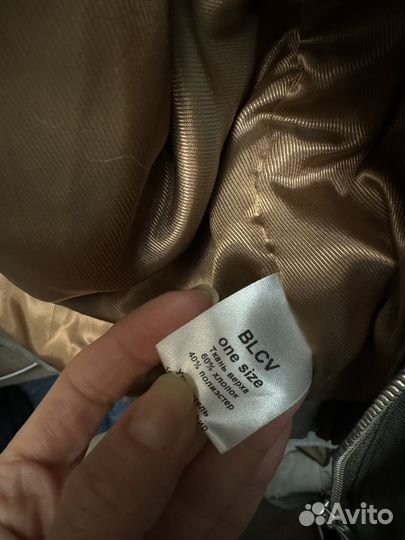 BLCV
one size
Ткань верха
60% хлопок
40% полиэстер
Avito